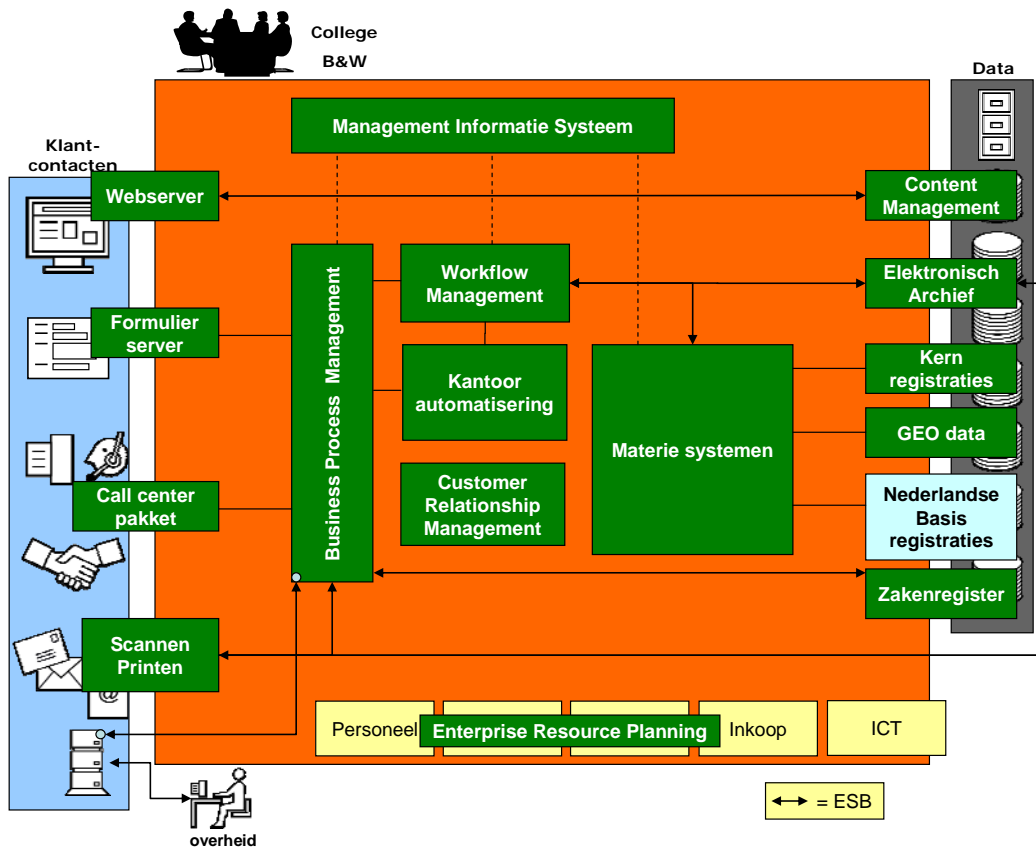 College
B&W
Data
Management Informatie Systeem
Klant-
contacten
Webserver
Content
Management
Workflow
Management
Elektronisch
Archief
Formulier
server
Business Process Management
Kantoor
automatisering
Materie systemen
Kern
registraties
GEO data
Call center
pakket
Customer
Relationship
Management
Nederlandse
Basis
registraties
Zakenregister
Scannen
Printen
@
Personeel
Enterprise Resource Planning
Inkoop
ICT
= ESB
overheid